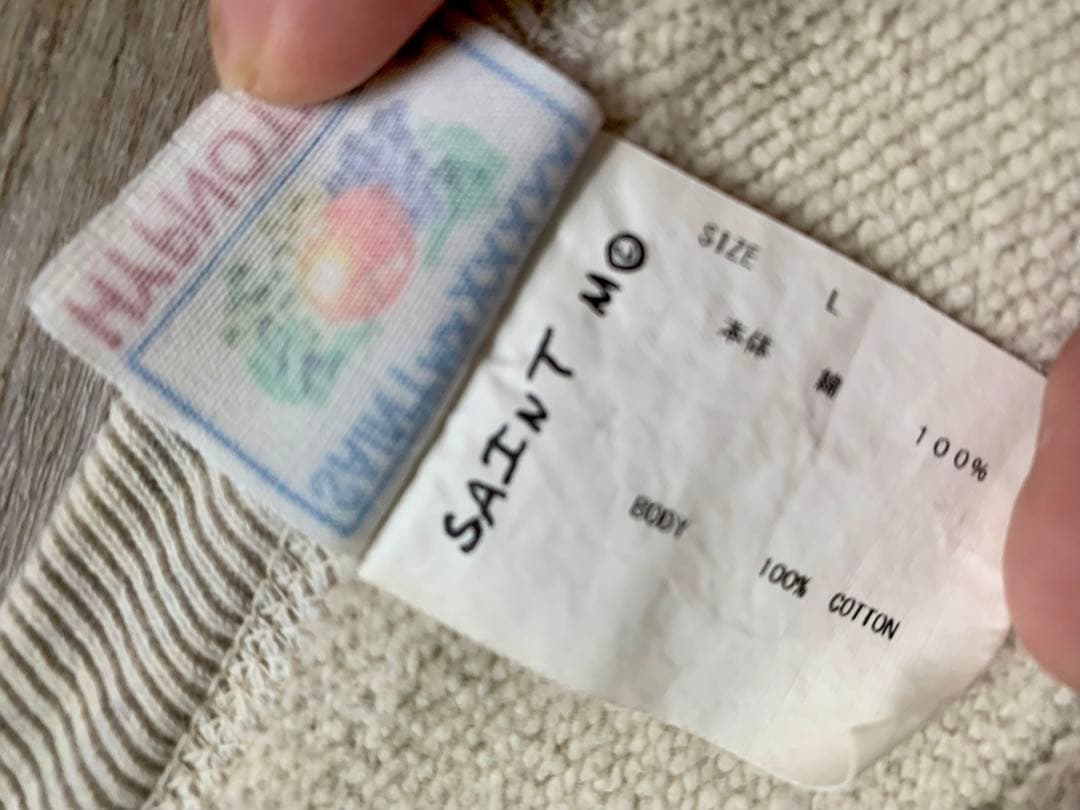 SAINT M☺
SIZE
L
本体
綿
100%
BODY
100% COTTON